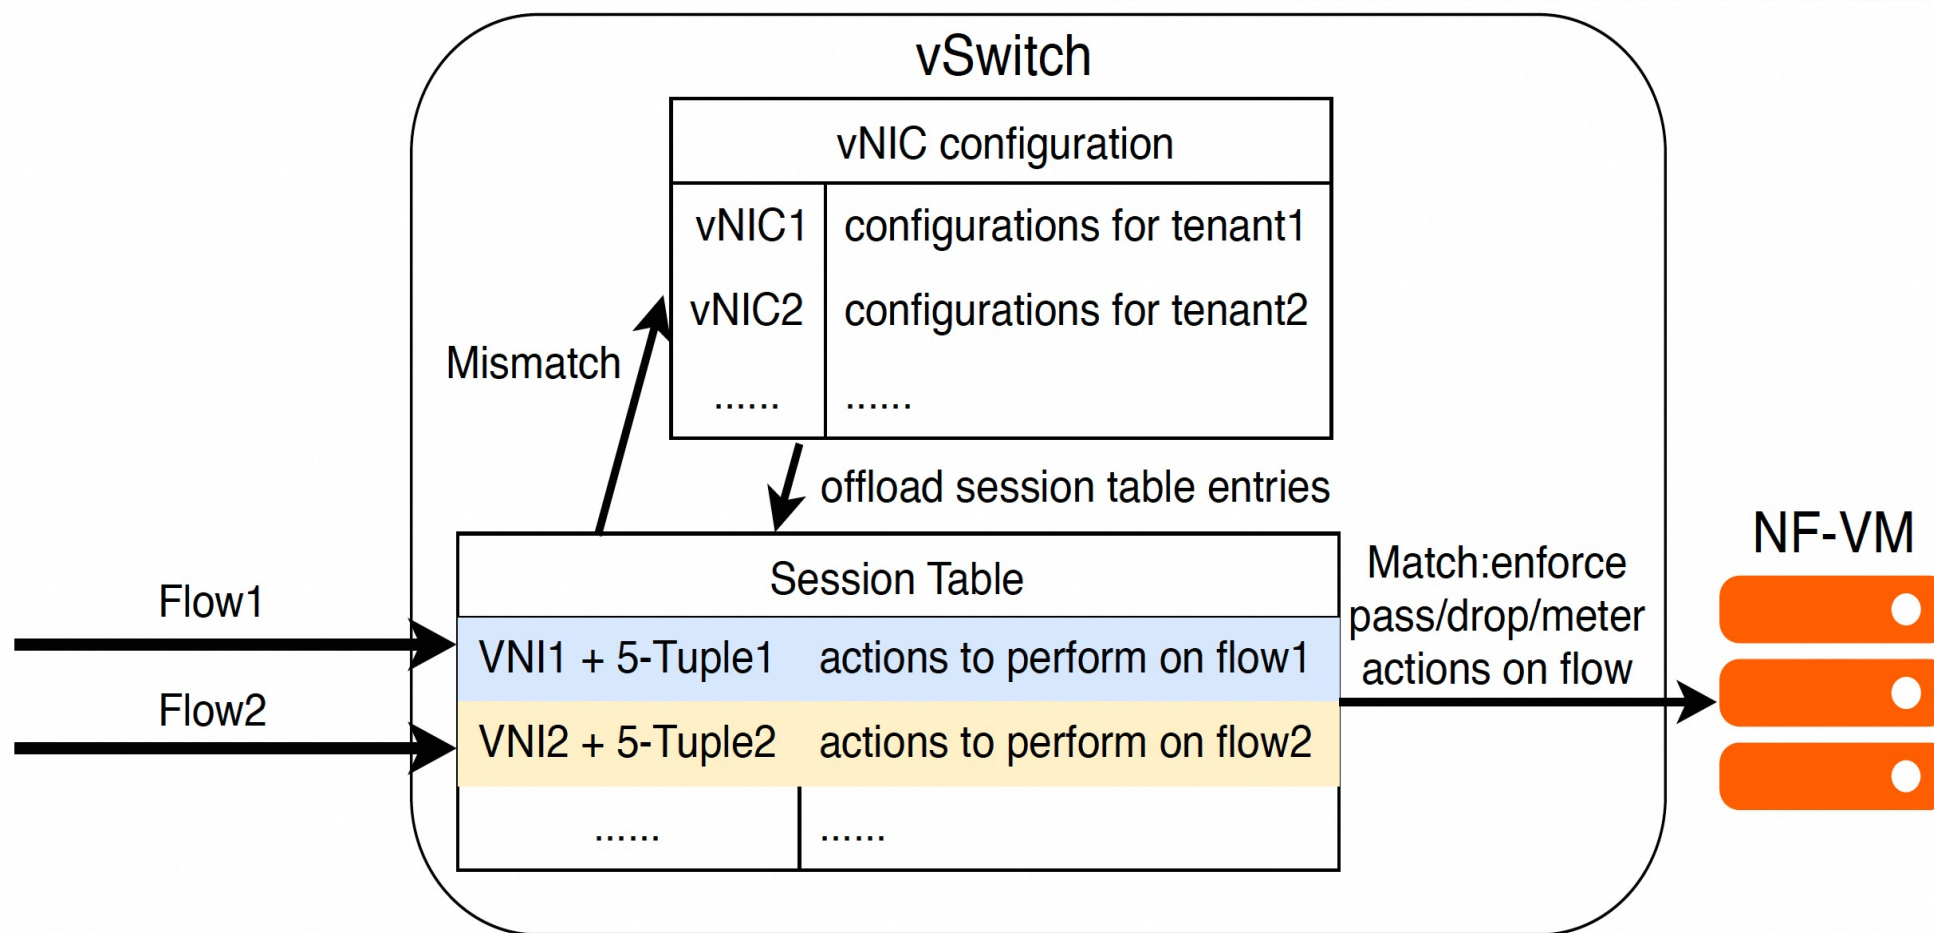 vSwitch
vNIC configuration
vNIC1 configurations for tenant1
vNIC2 configurations for tenant2
...... ......
Mismatch
offload session table entries
Session Table
VNI1 + 5-Tuple1 actions to perform on flow1
VNI2 + 5-Tuple2 actions to perform on flow2
...... ......
Flow1
Flow2
Match:enforce
pass/drop/meter
actions on flow
NF-VM